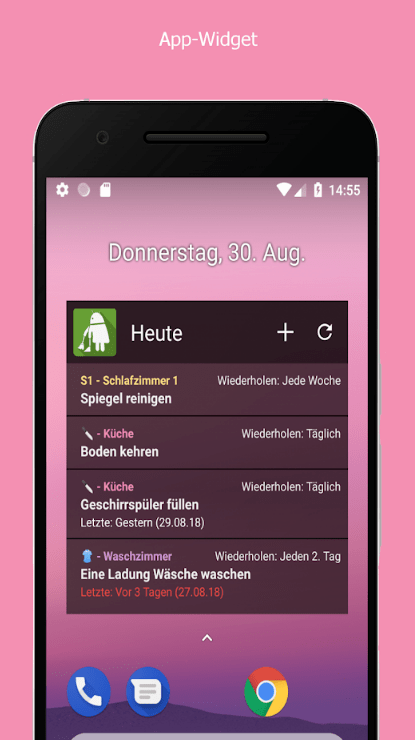 App-Widget
14:55
Donnerstag, 30. Aug.
Heute
S1 - Schlafzimmer 1 Wiederholen: Jede Woche
Spiegel reinigen
- Küche Wiederholen: Täglich
Boden kehren
- Küche Wiederholen: Täglich
Geschirrspüler füllen
Letzte: Gestern (29.08.18)
- Waschzimmer Wiederholen: Jeden 2. Tag
Eine Ladung Wäsche waschen
Letzte: Vor 3 Tagen (27.08.18)